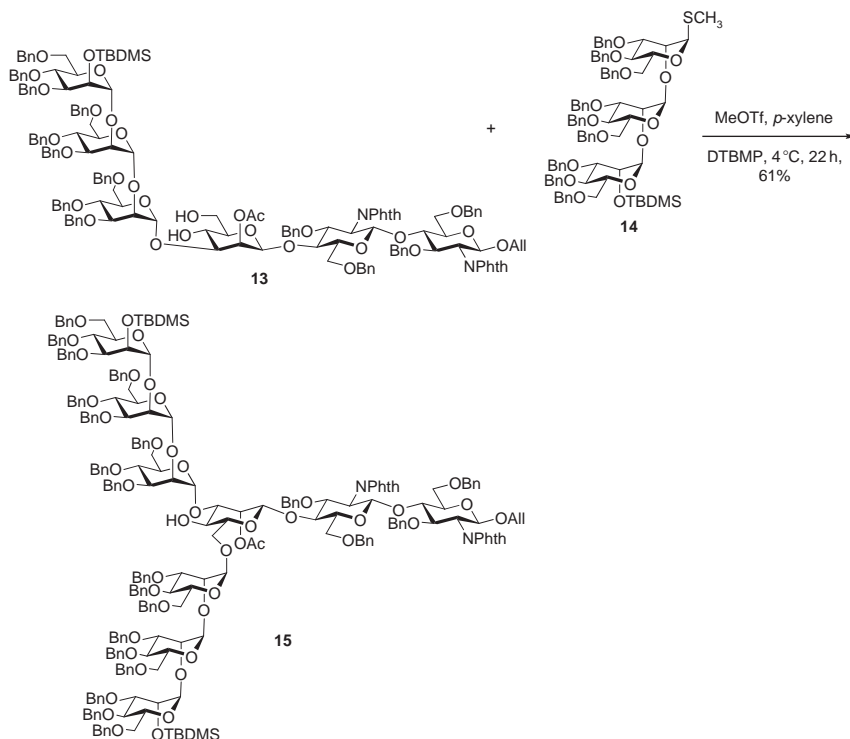 SCH3
BnO OTBDMS BnO O
BnO BnO O BnO BnO
BnO O BnO O
BnO O BnO O
BnO BnO BnO
+ MeOTf, p-xylene
DTBMP, 4 °C, 22 h,
61%
BnO O BnO O
BnO BnO
BnO O OTBDMS
HO OAc NPhth OBn
HO O BnO O O OAll
O O O BnO
OBn NPhth
13
14
BnO OTBDMS
BnO O
BnO
BnO O
BnO O
BnO
BnO O
BnO O
BnO
O NPhth OBn
HO O O BnO O O O OAll
O OAc OBn BnO NPhth
BnO O
BnO O
BnO
O
15
BnO O
BnO O
BnO
O
BnO O
BnO O
BnO OTBDMS